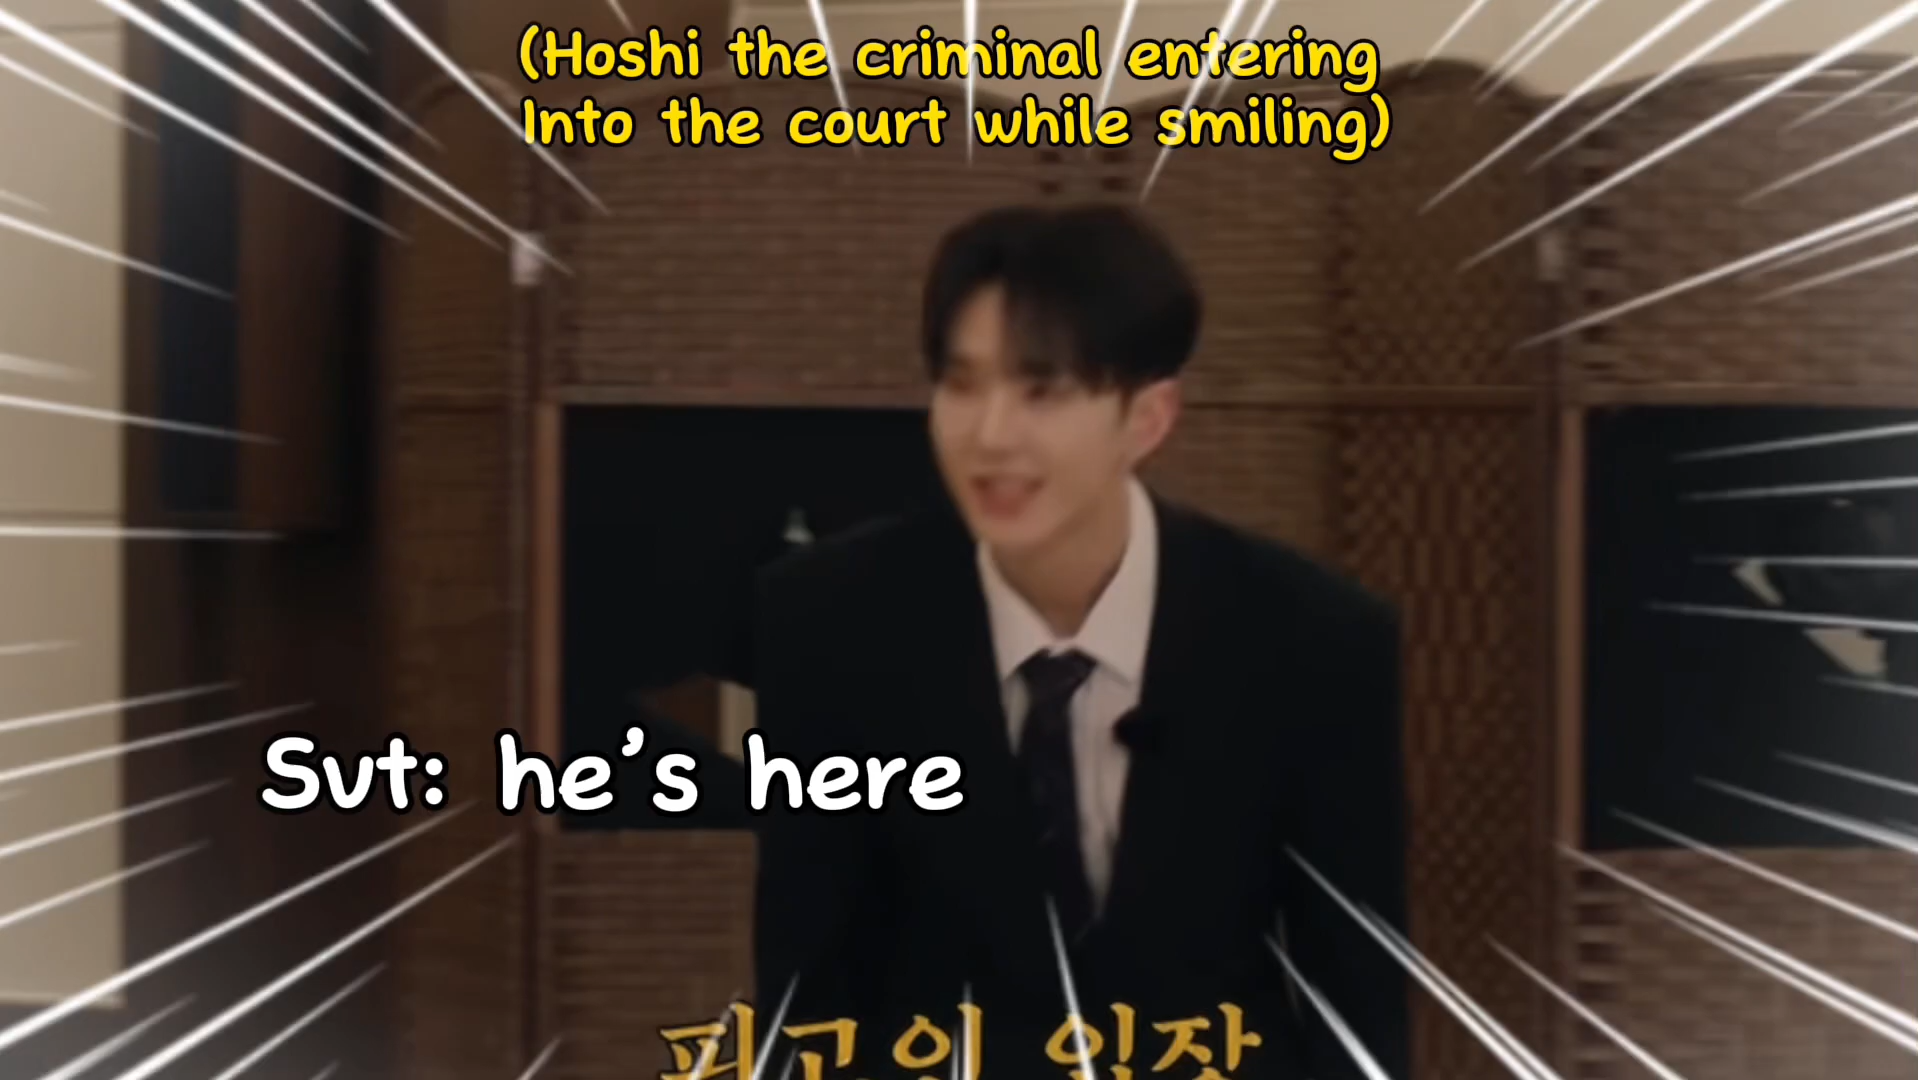 (Hoshi the criminal entering
Into the court while smiling)
Svt: he's here
피고인 입장